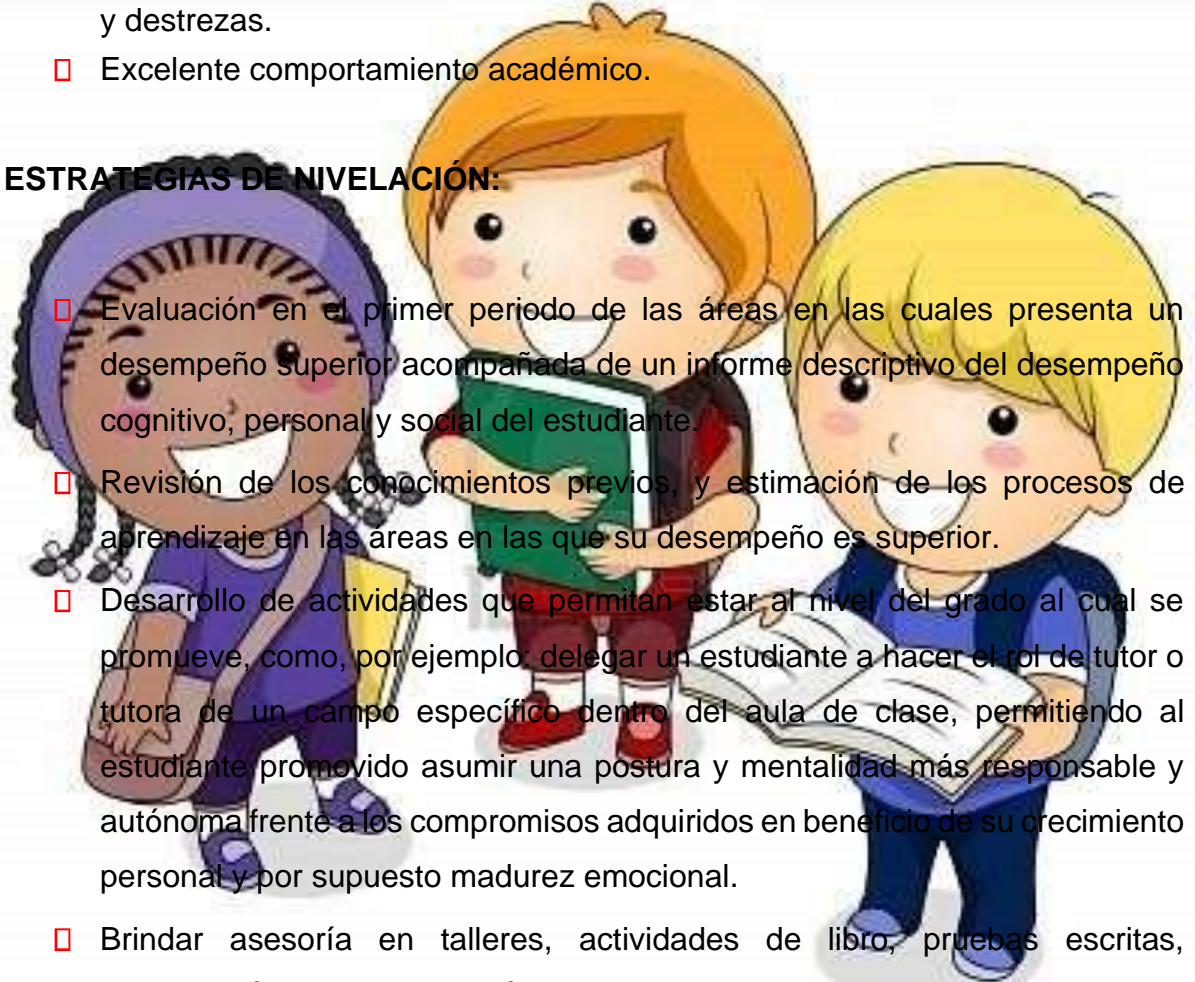 y destrezas.
Excelente comportamiento académico.
ESTRATEGIAS DE NIVELACIÓN:
Evaluación en el primer periodo de las áreas en las cuales presenta un
desempeño superior acompañada de un informe descriptivo del desempeño
cognitivo, personal y social del estudiante.
Revisión de los conocimientos previos, y estimación de los procesos de
aprendizaje en las áreas en las que su desempeño es superior.
Desarrollo de actividades que permitan estar al nivel del grado al cual se
promueve, como, por ejemplo: delegar un estudiante a hacer el rol de tutor o
tutora de un campo específico dentro del aula de clase, permitiendo al
estudiante promovido asumir una postura y mentalidad más responsable y
autónoma frente a los compromisos adquiridos en beneficio de su crecimiento
personal y por supuesto madurez emocional.
Brindar asesoría en talleres, actividades de libro, pruebas escritas,